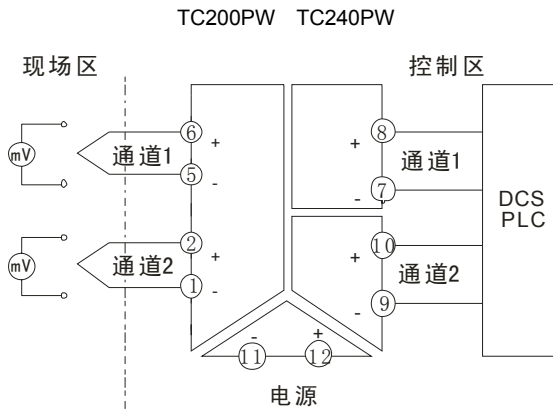 TC200PW TC240PW
现场区
控制区
mV
通道1
⑥
+
⑤
-
mV
通道2
②
+
①
-
⑧
+
通道1
⑦
-
⑩
+
通道2
⑨
-
DCS
PLC
-
+
⑪
⑫
电源